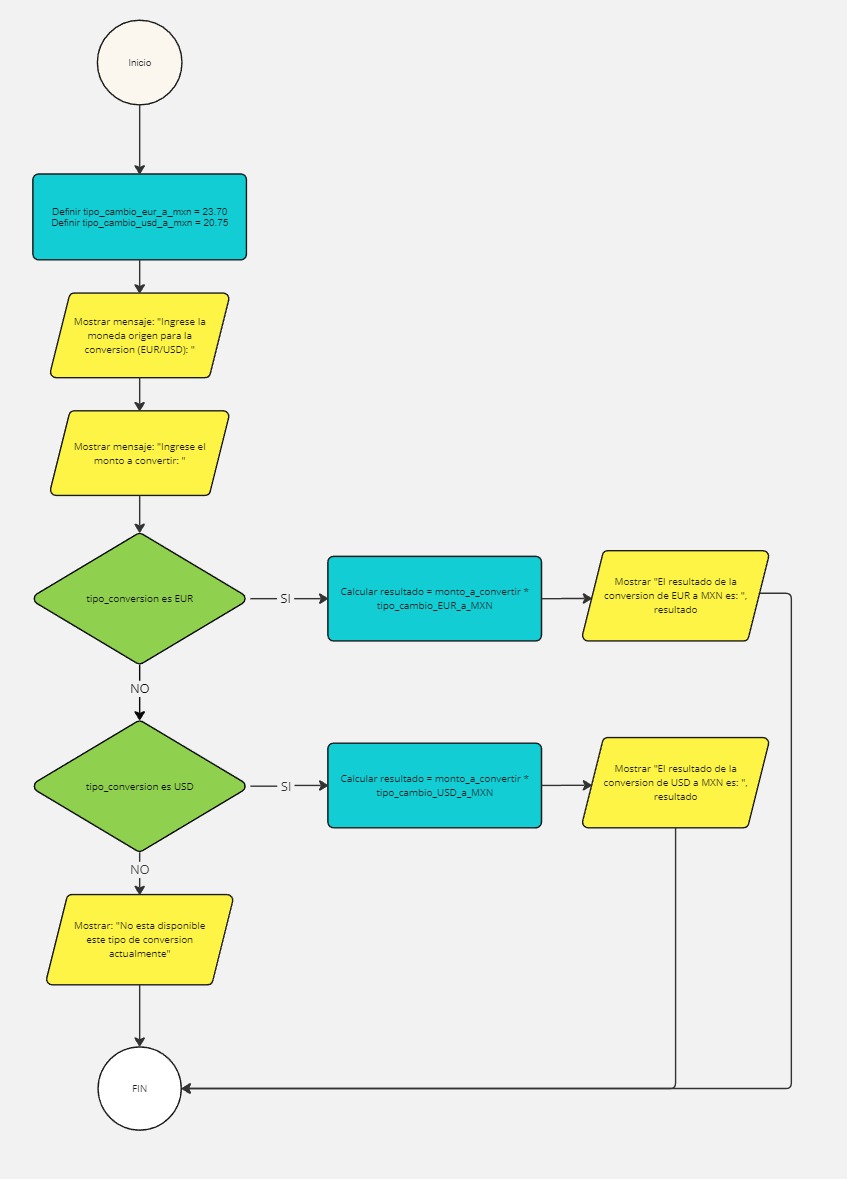 Inicio
Definir tipo_cambio_eur_a_mxn = 23.70
Definir tipo_cambio_usd_a_mxn = 20.75
Mostrar mensaje: "Ingrese la
moneda origen para la
conversion (EUR/USD): "
Mostrar mensaje: "Ingrese el
monto a convertir: "
tipo_conversion es EUR
SI
Calcular resultado = monto_a_convertir *
tipo_cambio_EUR_a_MXN
Mostrar "El resultado de la
conversion de EUR a MXN es: ",
resultado
NO
tipo_conversion es USD
SI
Calcular resultado = monto_a_convertir *
tipo_cambio_USD_a_MXN
Mostrar "El resultado de la
conversion de USD a MXN es: ",
resultado
NO
Mostrar: "No esta disponible
este tipo de conversion
actualmente"
FIN